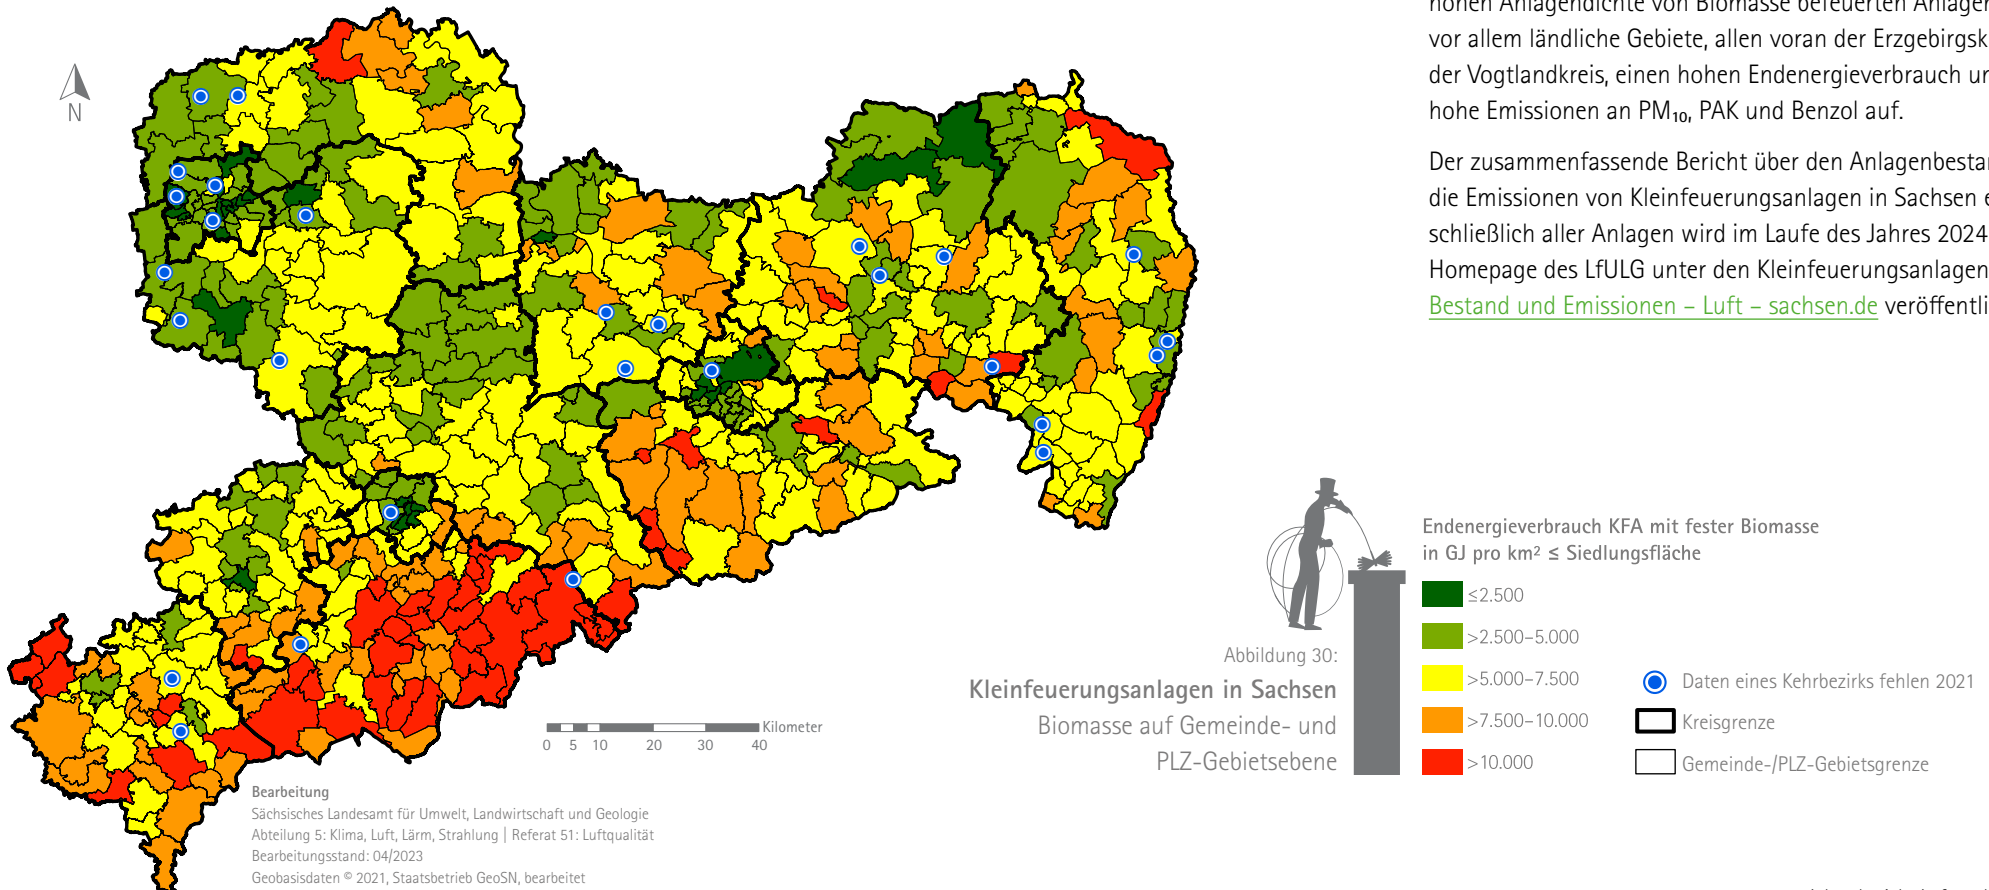 hohen Anlagendichte von Biomasse befeuerten Anlagen
vor allem ländliche Gebiete, allen voran der Erzgebirgsk
der Vogtlandkreis, einen hohen Endenergieverbrauch ur
hohe Emissionen an PM₁₀, PAK und Benzol auf.
Der zusammenfassende Bericht über den Anlagenbestar
die Emissionen von Kleinfeuerungsanlagen in Sachsen e
schließlich aller Anlagen wird im Laufe des Jahres 2024
Homepage des LfULG unter den Kleinfeuerungsanlagen
Bestand und Emissionen – Luft – sachsen.de veröffentli
N
Endenergieverbrauch KFA mit fester Biomasse
in GJ pro km² ≤ Siedlungsfläche
≤2.500
>2.500–5.000
>5.000–7.500
>7.500–10.000
>10.000
Daten eines Kehrbezirks fehlen 2021
Kreisgrenze
Gemeinde-/PLZ-Gebietsgrenze
Abbildung 30:
Kleinfeuerungsanlagen in Sachsen
Biomasse auf Gemeinde- und
PLZ-Gebietsebene
Kilometer
0 5 10 20 30 40
Bearbeitung
Sächsisches Landesamt für Umwelt, Landwirtschaft und Geologie
Abteilung 5: Klima, Luft, Lärm, Strahlung | Referat 51: Luftqualität
Bearbeitungsstand: 04/2023
Geobasisdaten © 2021, Staatsbetrieb GeoSN, bearbeitet